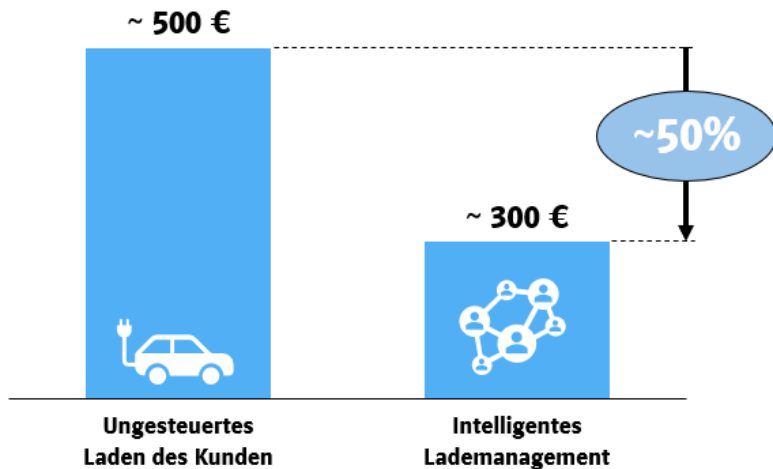 ~ 500 €
~50%
~ 300 €
Ungesteuertes
Laden des Kunden
Intelligentes
Lademanagement